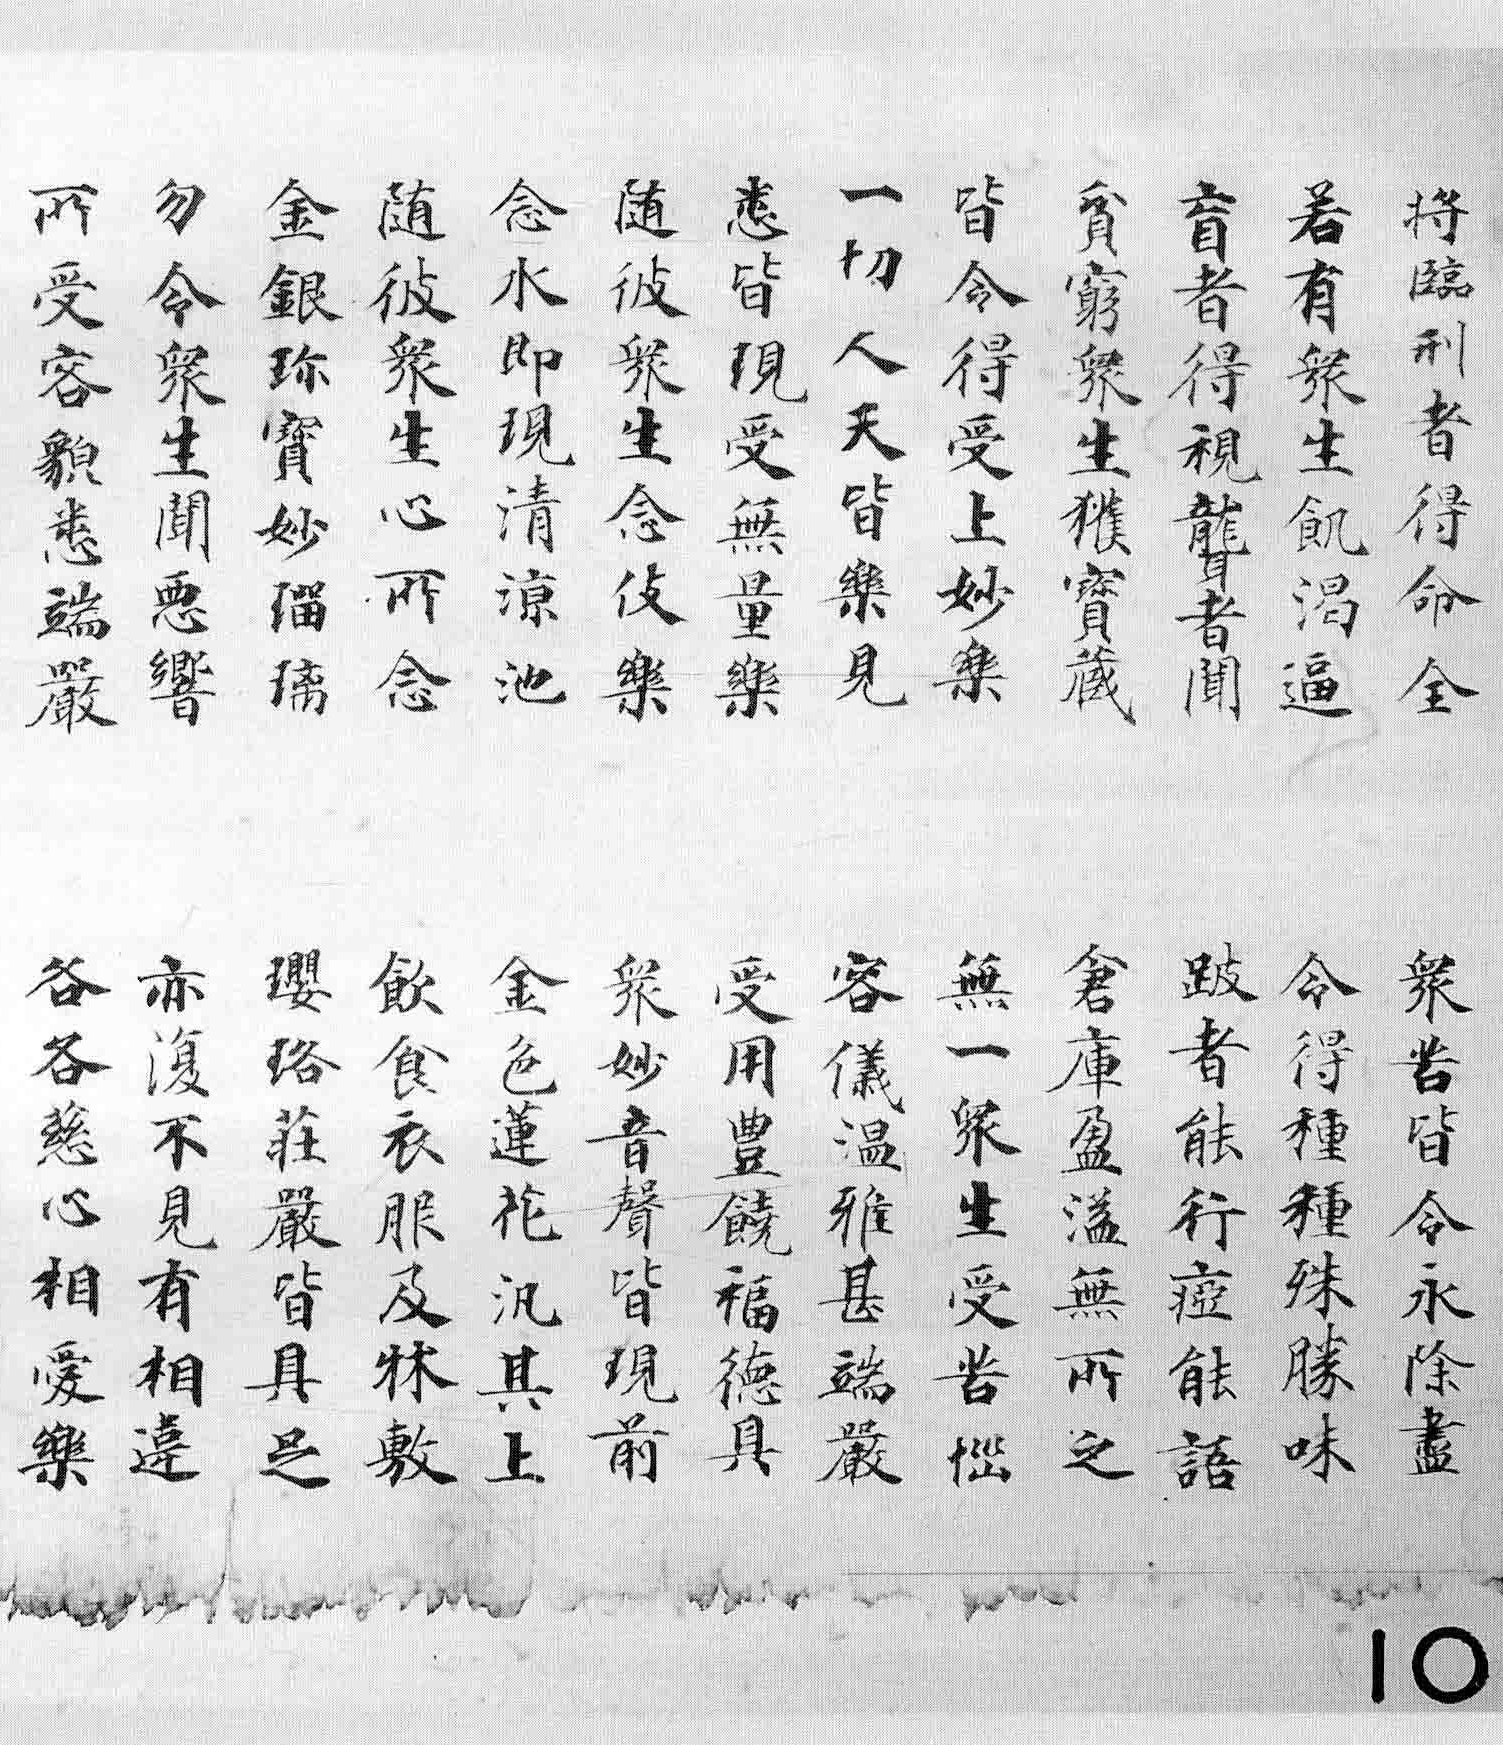 将臨刑者得命全　衆苦皆令永除盡
若有衆生飢渴逼　令得種種殊勝味
盲者得視聾者聞　跛者能行瘂能語
貧窮衆生獲寶藏　倉庫盈溢無所乏
皆令得受上妙樂　無一衆生受苦惱
一切人天皆樂見　容儀温雅甚端嚴
悉皆現受無量樂　受用豊饒福德具
随彼衆生念伎樂　衆妙音聲皆現前
念水即現清涼池　金色蓮花汎其上
随彼衆生心所念　飲食衣服及牀敷
金銀珎寶妙瑠璃　瓔珞莊嚴皆具足
勿令衆生聞惡響　亦復不見有相違
所受容貌悉端嚴　各各慈心相愛樂
10